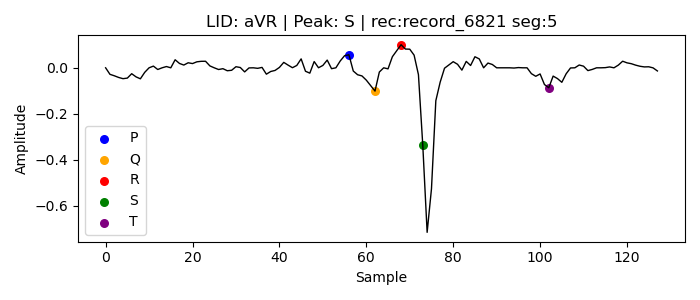 LID: aVR | Peak: S | rec:record_6821 seg:5
Amplitude
0.0
−0.2
−0.4
−0.6
P
Q
R
S
T
0 20 40 60 80 100 120
Sample